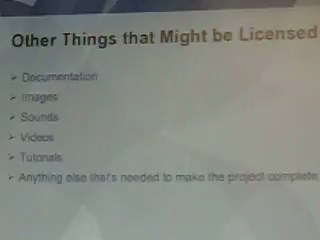 Other Things that Might be Licensed
➢ Documentation
➢ Images
➢ Sounds
➢ Videos
➢ Tutorials
➢ Anything else that's needed to make the project complete